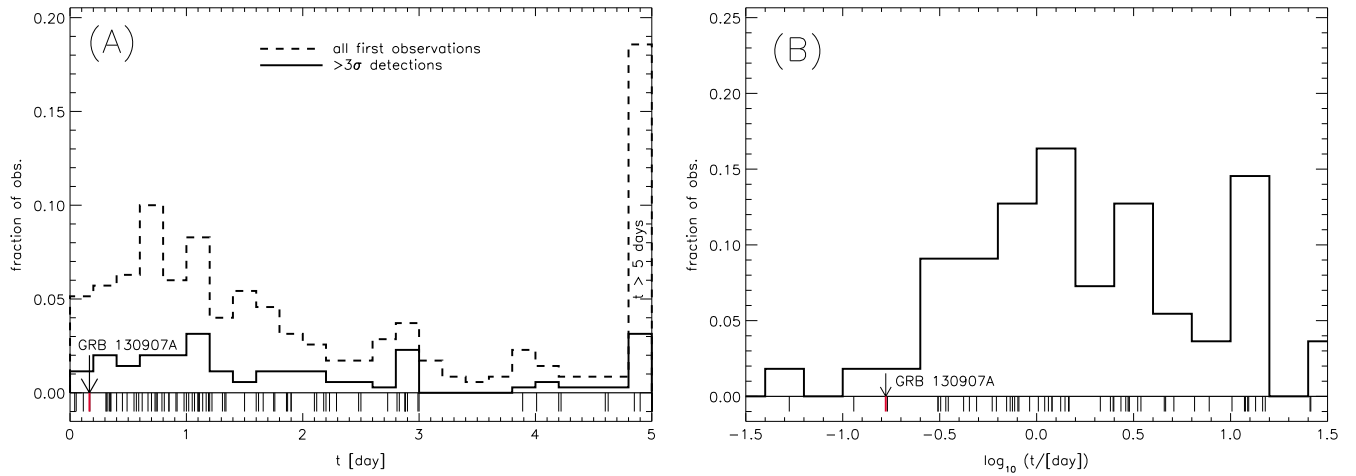 (A)
all first observations
>3σ detections
GRB 130907A
t > 5 days
0.20
0.15
0.10
0.05
0.00
fraction of obs.
0 1 2 3 4 5
t [day]
(B)
GRB 130907A
0.25
0.20
0.15
0.10
0.05
0.00
fraction of obs.
−1.5 −1.0 −0.5 0.0 0.5 1.0 1.5
log₁₀ (t/[day])